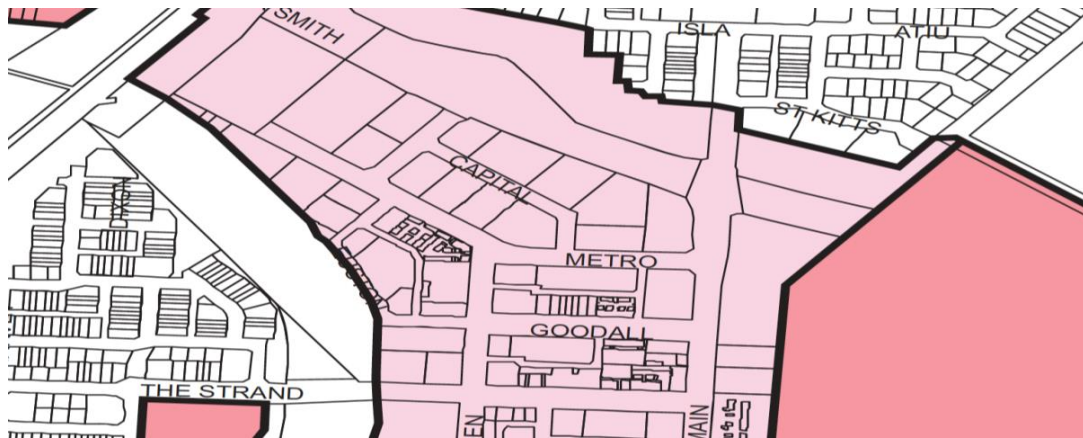 SMITH
ISLA
ATIU
ST KITTS
CAPITAL
METRO
GOODALL
THE STRAND
MAIN